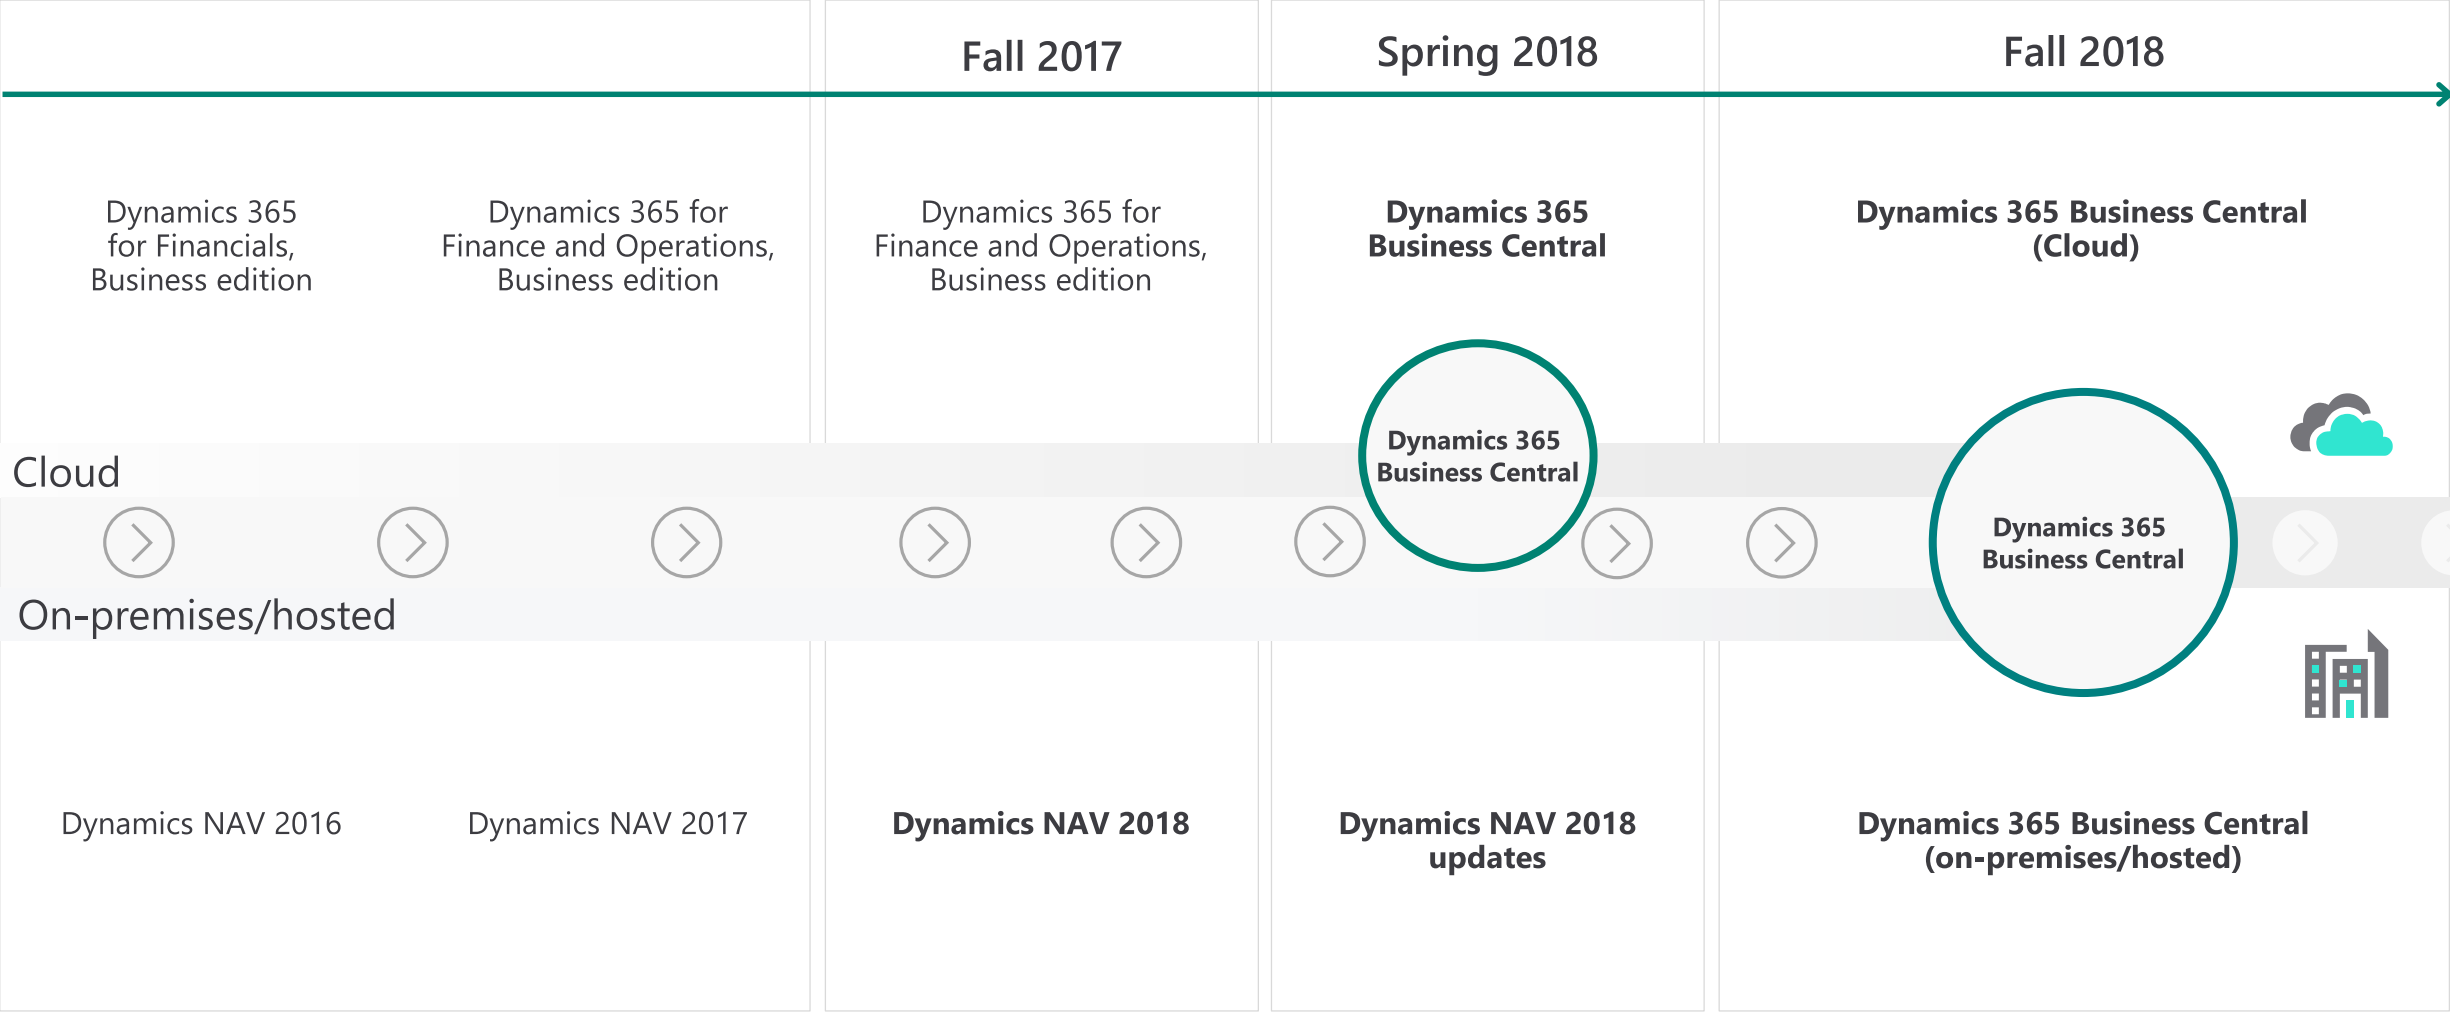 Fall 2017
Spring 2018
Fall 2018
Dynamics 365
for Financials,
Business edition
Dynamics 365 for
Finance and Operations,
Business edition
Dynamics 365 for
Finance and Operations,
Business edition
Dynamics 365
Business Central
Dynamics 365 Business Central
(Cloud)
Cloud
Dynamics 365
Business Central
Dynamics 365
Business Central
On-premises/hosted
Dynamics NAV 2016
Dynamics NAV 2017
Dynamics NAV 2018
Dynamics NAV 2018
updates
Dynamics 365 Business Central
(on-premises/hosted)